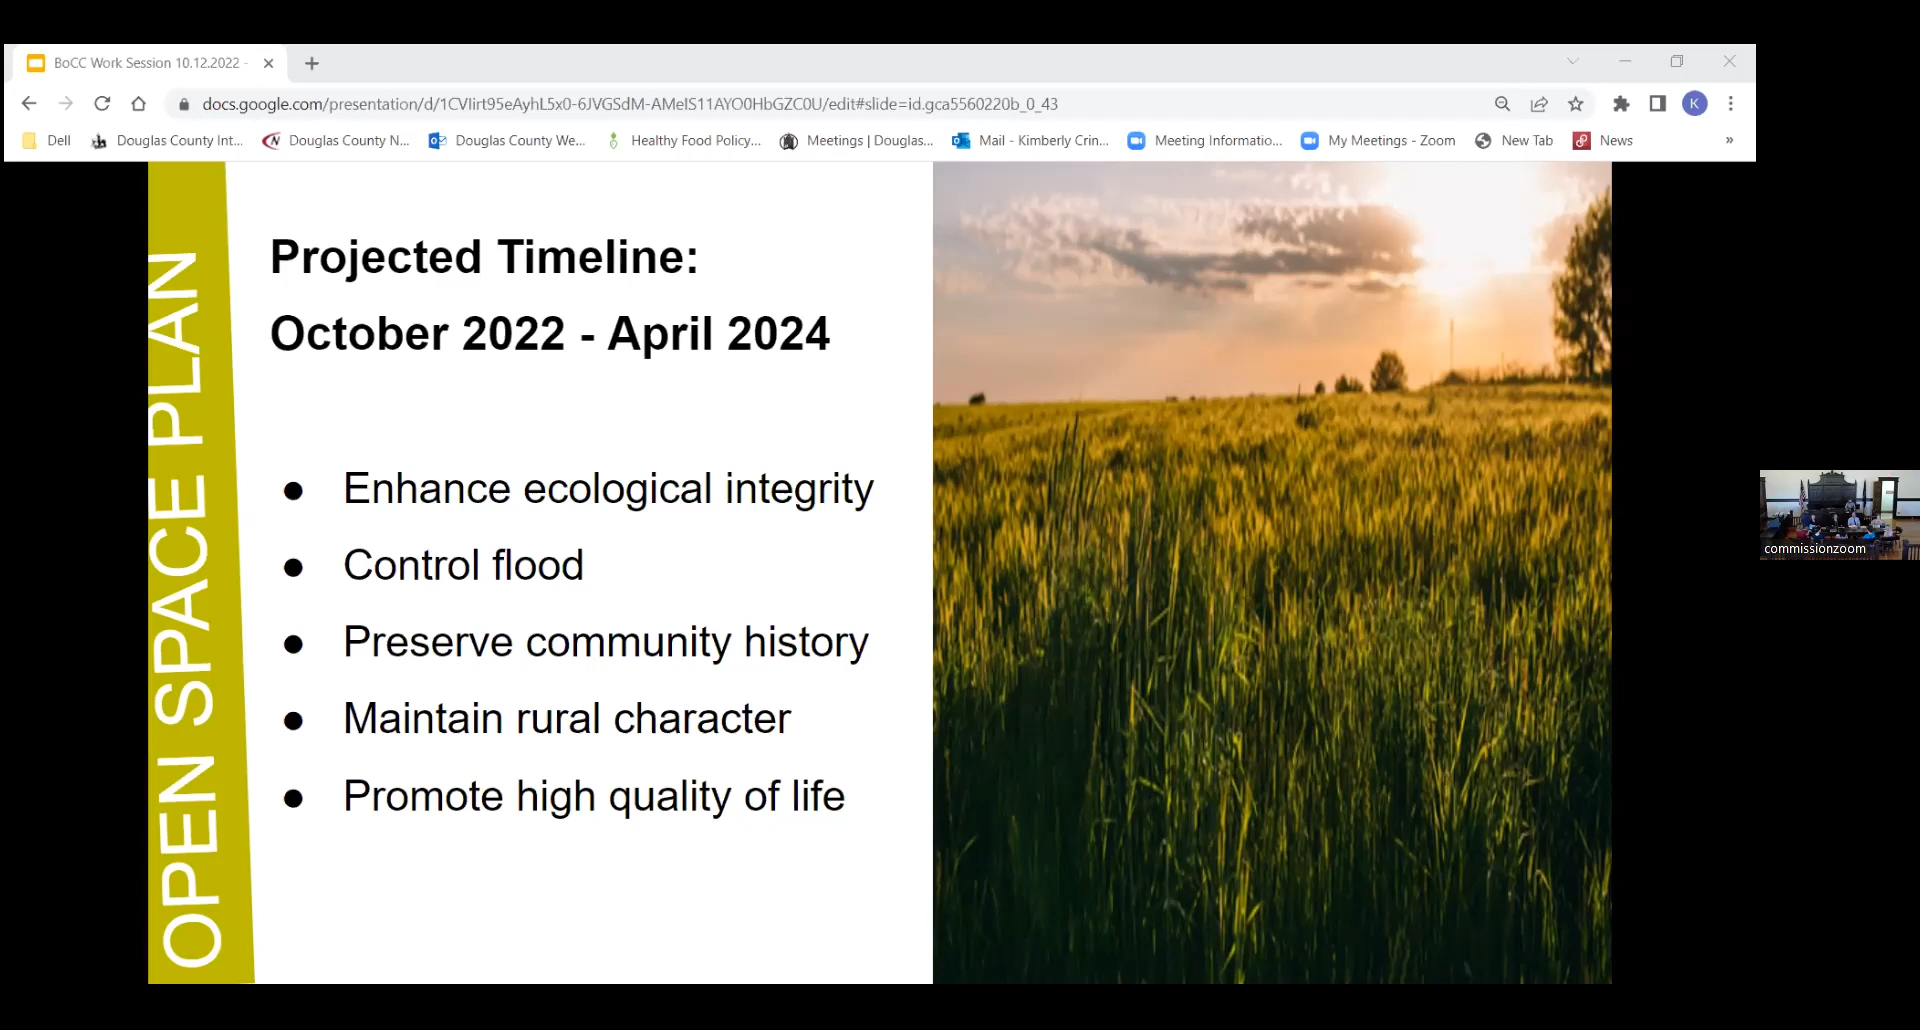 BoCC Work Session 10.12.2022 -
docs.google.com/presentation/d/1CVlirt95eAyhL5x0-6JVGSdM-AMeIS11AYO0HbGZC0U/edit#slide=id.gca5560220b_0_43
K
Dell
Douglas County Int...
Douglas County N...
Douglas County We...
Healthy Food Policy...
Meetings | Douglas...
Mail - Kimberly Crin...
Meeting Informatio...
My Meetings - Zoom
New Tab
News
OPEN SPACE PLAN
Projected Timeline:
October 2022 - April 2024
● Enhance ecological integrity
● Control flood
● Preserve community history
● Maintain rural character
● Promote high quality of life
commissionzoom